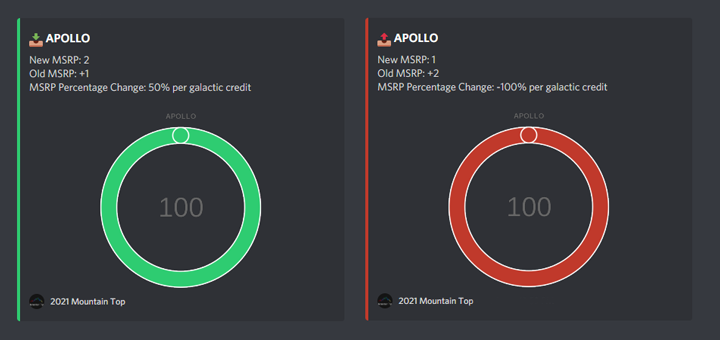 APOLLO
New MSRP: 2
Old MSRP: +1
MSRP Percentage Change: 50% per galactic credit
APOLLO
100
2021 Mountain Top
APOLLO
New MSRP: 1
Old MSRP: +2
MSRP Percentage Change: -100% per galactic credit
APOLLO
100
2021 Mountain Top